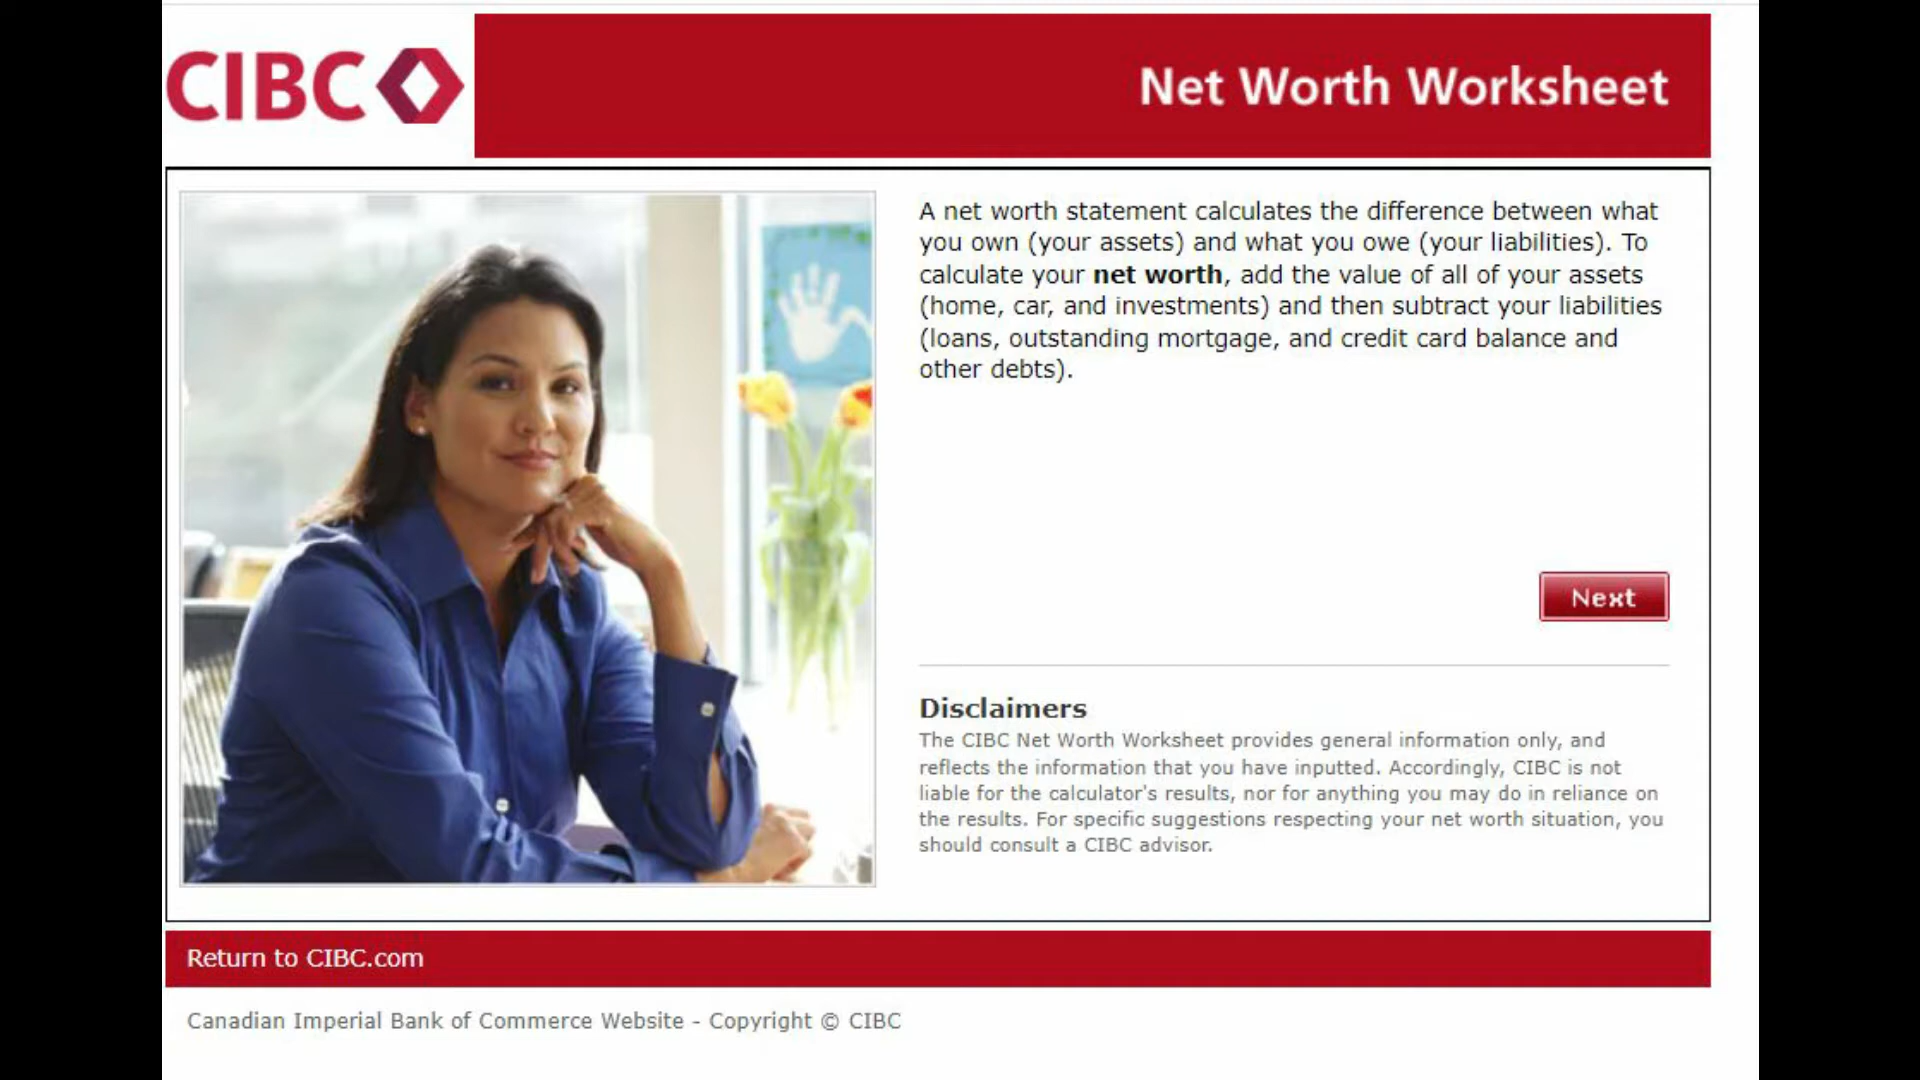 CIBC
Net Worth Worksheet
A net worth statement calculates the difference between what
you own (your assets) and what you owe (your liabilities). To
calculate your net worth, add the value of all of your assets
(home, car, and investments) and then subtract your liabilities
(loans, outstanding mortgage, and credit card balance and
other debts).
Next
Disclaimers
The CIBC Net Worth Worksheet provides general information only, and
reflects the information that you have inputted. Accordingly, CIBC is not
liable for the calculator's results, nor for anything you may do in reliance on
the results. For specific suggestions respecting your net worth situation, you
should consult a CIBC advisor.
Return to CIBC.com
Canadian Imperial Bank of Commerce Website - Copyright © CIBC